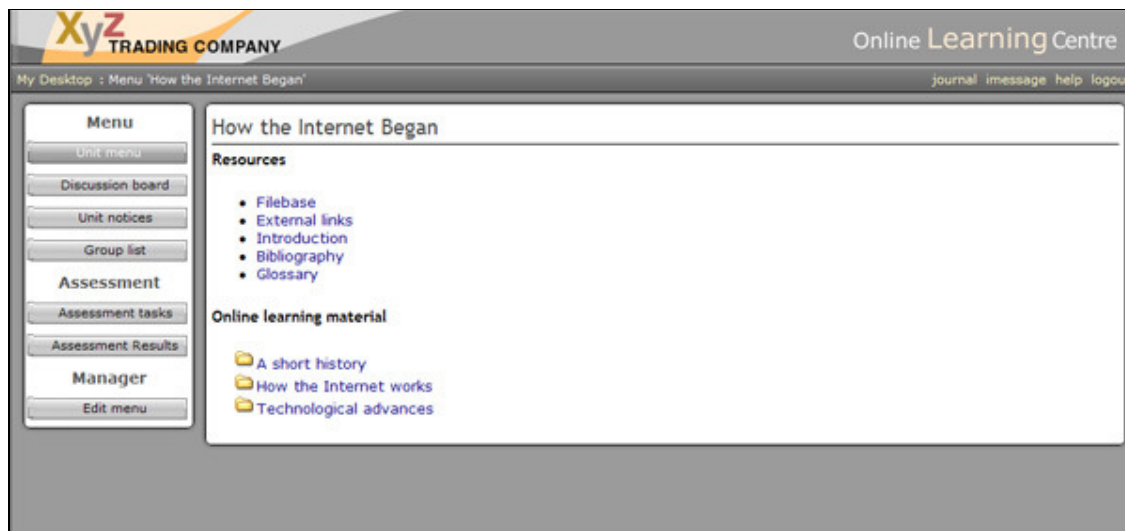 XyZ
TRADING COMPANY
Online Learning Centre
My Desktop : Menu 'How the Internet Began'
journal imessage help logou
Menu
Unit menu
Discussion board
Unit notices
Group list
Assessment
Assessment tasks
Assessment Results
Manager
Edit menu
How the Internet Began
Resources
• Filebase
• External links
• Introduction
• Bibliography
• Glossary
Online learning material
A short history
How the Internet works
Technological advances